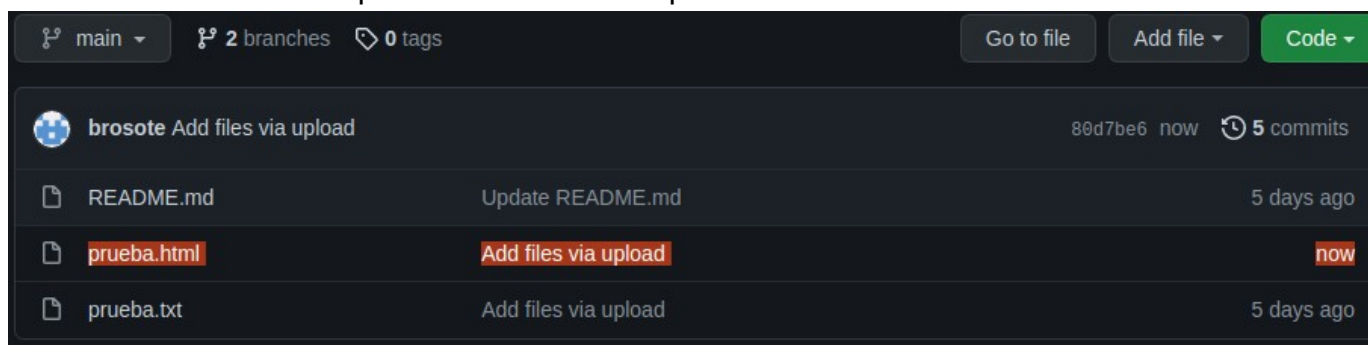 main 2 branches 0 tags Go to file Add file Code
brosote Add files via upload 80d7be6 now 5 commits
README.md Update README.md 5 days ago
prueba.html Add files via upload now
prueba.txt Add files via upload 5 days ago